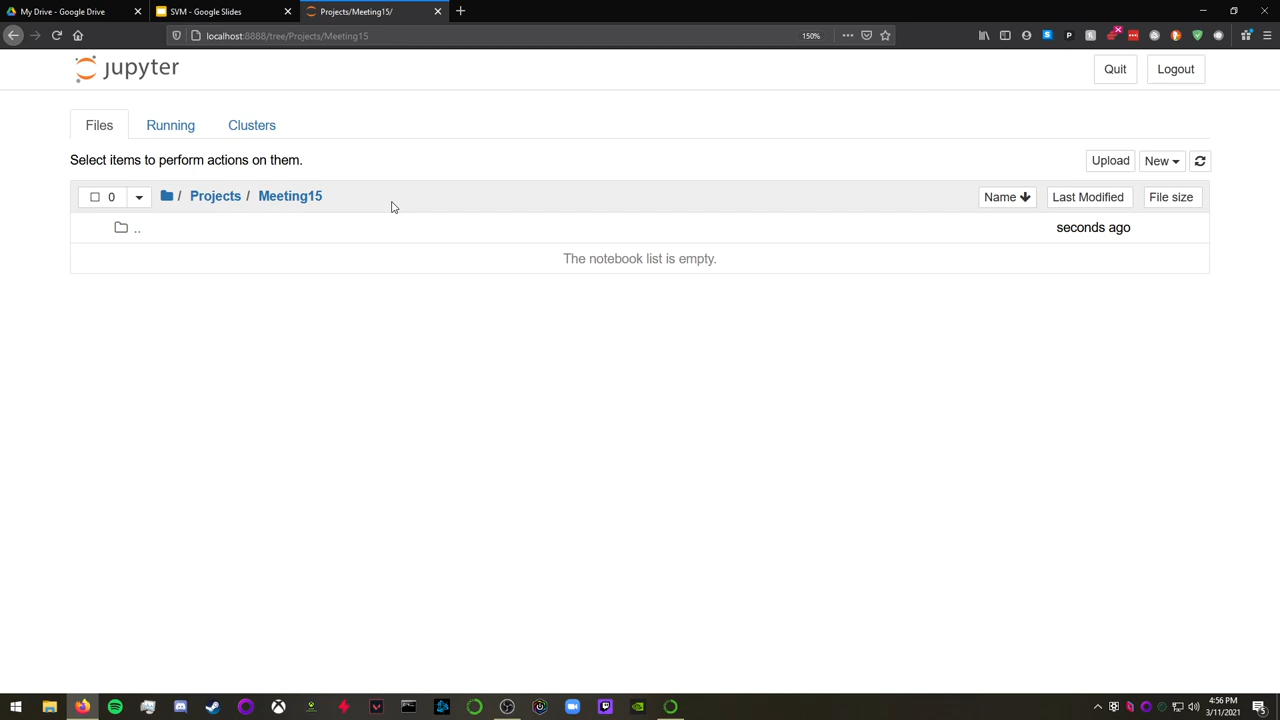 My Drive - Google Drive
SVM - Google Slides
Projects/Meeting15/
localhost:8888/tree/Projects/Meeting15
150%
jupyter
Quit
Logout
Files
Running
Clusters
Select items to perform actions on them.
Upload
New
0
/ Projects / Meeting15
Name
Last Modified
File size
..
seconds ago
The notebook list is empty.
4:56 PM
3/11/2021